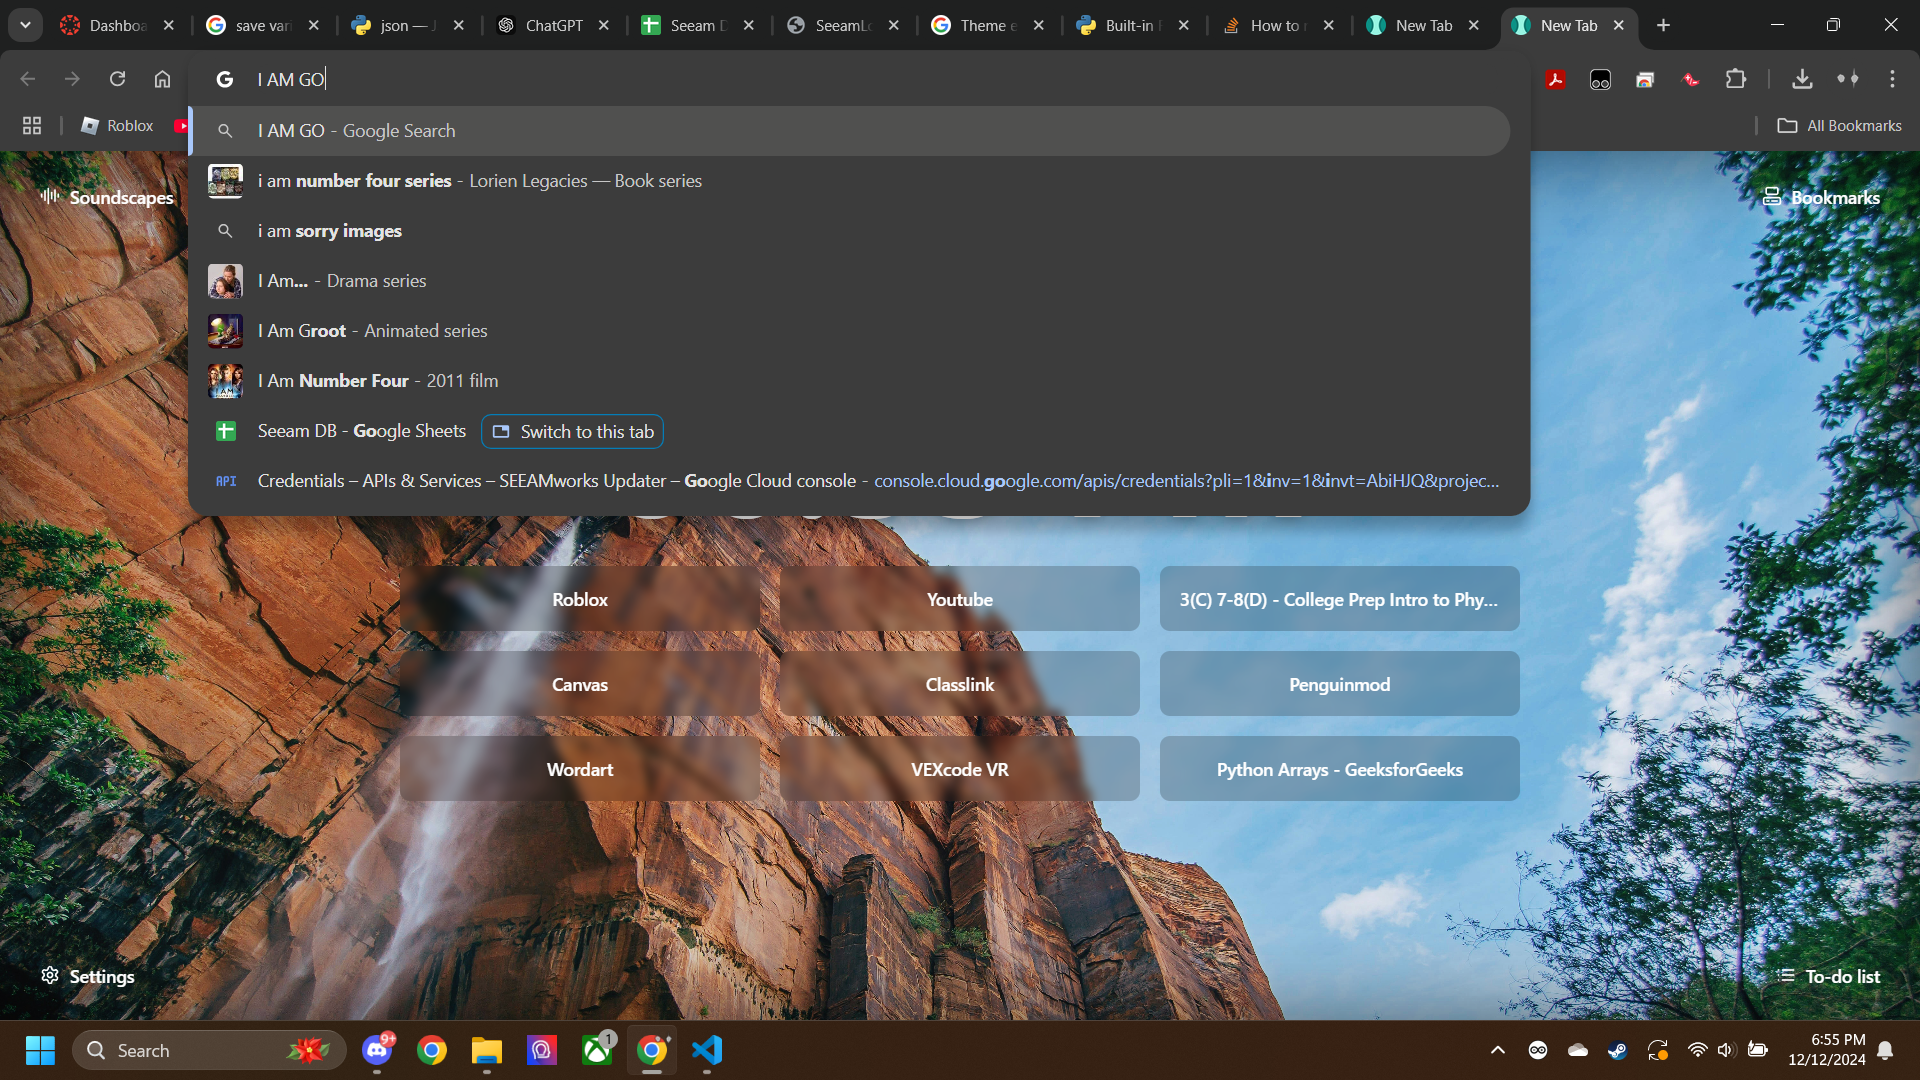 Dashboa
save vari
json — J
ChatGPT
Seeam D
SeeamLo
Theme e
Built-in F
How to r
New Tab
New Tab
I AM GO
Roblox
All Bookmarks
I AM GO - Google Search
i am number four series - Lorien Legacies — Book series
i am sorry images
I Am... - Drama series
I Am Groot - Animated series
I Am Number Four - 2011 film
Seeam DB - Google Sheets
Switch to this tab
API
Credentials – APIs & Services – SEEAMworks Updater – Google Cloud console - console.cloud.google.com/apis/credentials?pli=1&inv=1&invt=AbiHJQ&projec...
Soundscapes
Bookmarks
Roblox
Youtube
3(C) 7-8(D) - College Prep Intro to Phy...
Canvas
Classlink
Penguinmod
Wordart
VEXcode VR
Python Arrays - GeeksforGeeks
Settings
To-do list
Search
9+
1
6:55 PM
12/12/2024